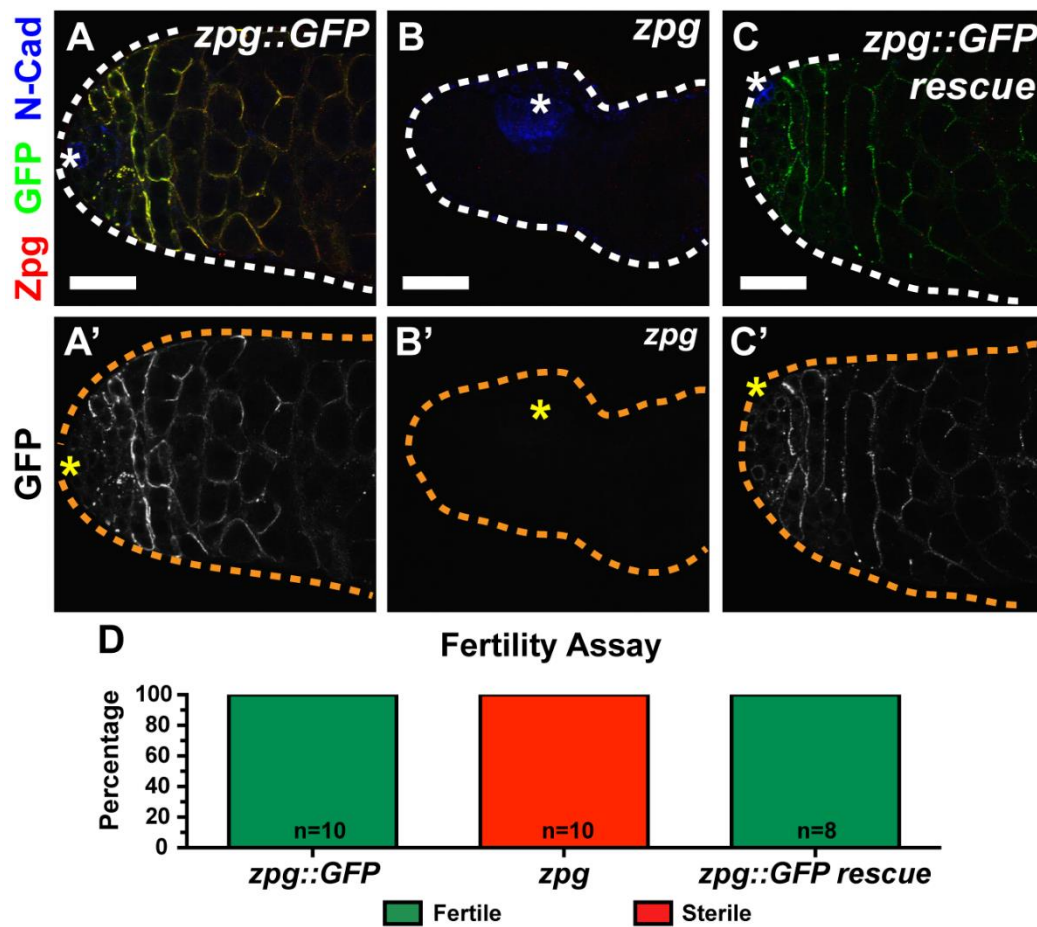 Zpg GFP N-Cad
A
zpg::GFP
*
B
zpg
*
C
zpg::GFP
rescue
*
GFP
A’
*
B’
zpg
*
C’
*
D
Fertility Assay
Percentage
100
80
60
40
20
0
n=10
n=10
n=8
zpg::GFP
zpg
zpg::GFP rescue
Fertile
Sterile